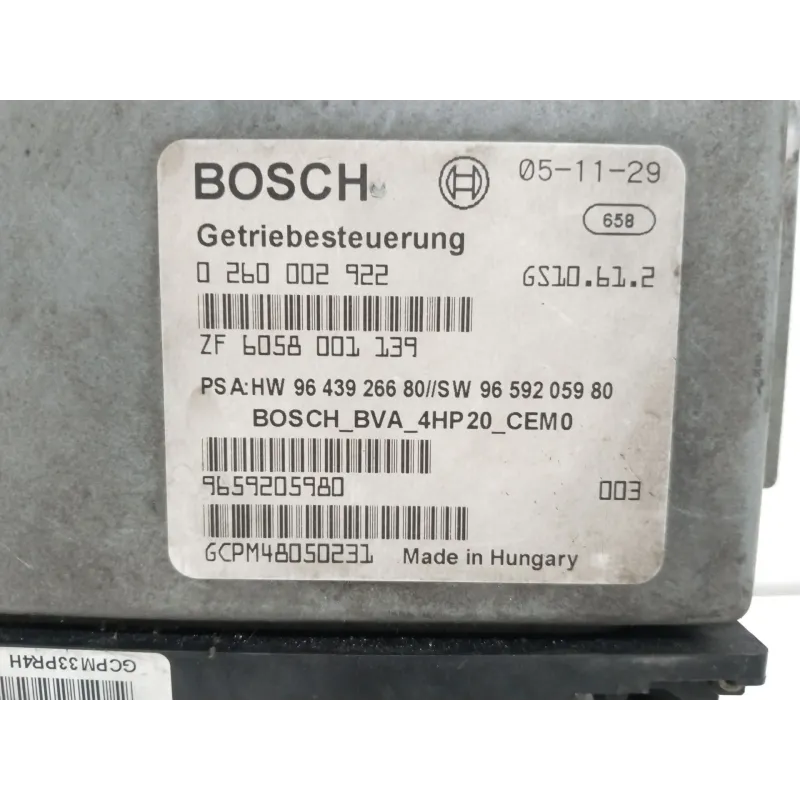 BOSCH
05-11-29
658
Getriebesteuerung
0 260 002 922
GS10.61.2
ZF 6058 001 139
PSA:HW 96 439 266 80//SW 96 592 059 80
BOSCH_BVA_4HP20_CEM0
9659205980
003
GCPM48050231
Made in Hungary
GCPM33PR4H